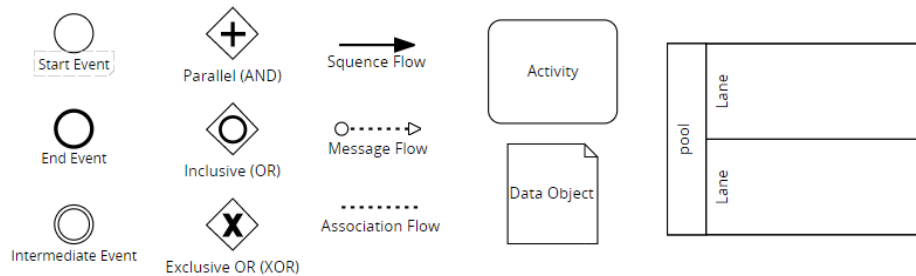 Start Event
Parallel (AND)
Squence Flow
Activity
Lane
End Event
Inclusive (OR)
Message Flow
pool
Data Object
Lane
Intermediate Event
Exclusive OR (XOR)
Association Flow